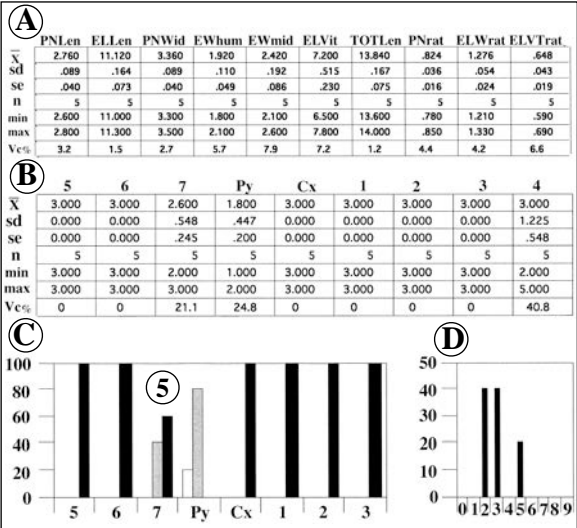 A
PNLen ELLen PNWid EWhum EWmid ELVit TOTLen PNrat ELWrat ELVTrat
x̅ 2.760 11.120 3.360 1.920 2.420 7.200 13.840 .824 1.276 .648
sd .089 .164 .089 .110 .192 .515 .167 .036 .054 .043
se .040 .073 .040 .049 .086 .230 .075 .016 .024 .019
n 5 5 5 5 5 5 5 5 5 5
min 2.600 11.000 3.300 1.800 2.100 6.500 13.600 .780 1.210 .590
max 2.800 11.300 3.500 2.100 2.600 7.800 14.000 .850 1.330 .690
Vc% 3.2 1.5 2.7 5.7 7.9 7.2 1.2 4.4 4.2 6.6
B
5 6 7 Py Cx 1 2 3 4
x̅ 3.000 3.000 2.600 1.800 3.000 3.000 3.000 3.000 3.000
sd 0.000 0.000 .548 .447 0.000 0.000 0.000 0.000 1.225
se 0.000 0.000 .245 .200 0.000 0.000 0.000 0.000 .548
n 5 5 5 5 5 5 5 5 5
min 3.000 3.000 2.000 1.000 3.000 3.000 3.000 3.000 2.000
max 3.000 3.000 3.000 2.000 3.000 3.000 3.000 3.000 5.000
Vc% 0 0 21.1 24.8 0 0 0 0 40.8
C
100
80
60
40
20
0
5
5 6 7 Py Cx 1 2 3
D
50
40
30
20
10
0
0 1 2 3 4 5 6 7 8 9